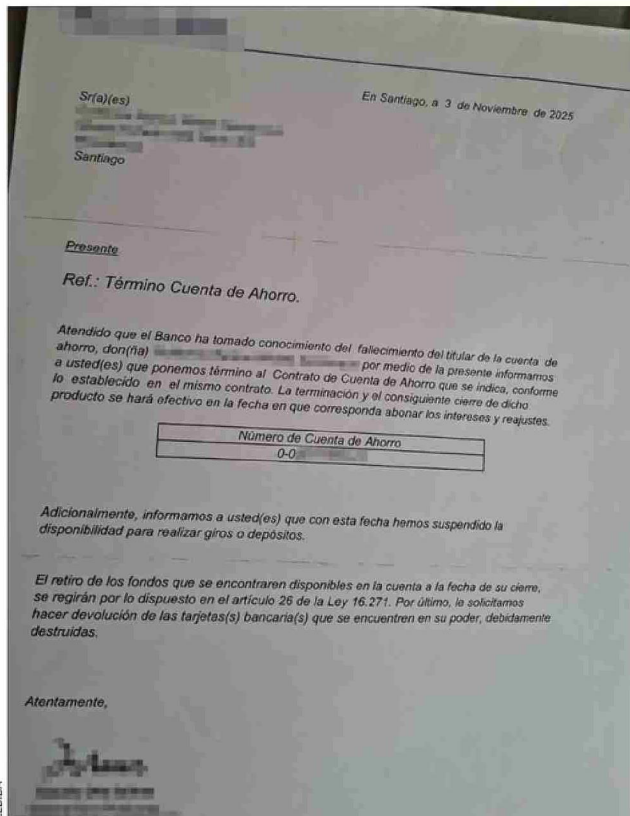 En Santiago, a 3 de Noviembre de 2025
Sr(a)(es)
Santiago
Presente
Ref.: Término Cuenta de Ahorro.
Atendido que el Banco ha tomado conocimiento del fallecimiento del titular de la cuenta de
ahorro, don(ña) por medio de la presente informamos
a usted(es) que ponemos término al Contrato de Cuenta de Ahorro que se indica, conforme
lo establecido en el mismo contrato. La terminación y el consiguiente cierre de dicho
producto se hará efectivo en la fecha en que corresponda abonar los intereses y reajustes.
Número de Cuenta de Ahorro
0-0
Adicionalmente, informamos a usted(es) que con esta fecha hemos suspendido la
disponibilidad para realizar giros o depósitos.
El retiro de los fondos que se encontraren disponibles en la cuenta a la fecha de su cierre,
se regirán por lo dispuesto en el artículo 26 de la Ley 16.271. Por último, le solicitamos
hacer devolución de las tarjetas(s) bancaria(s) que se encuentren en su poder, debidamente
destruidas.
Atentamente,